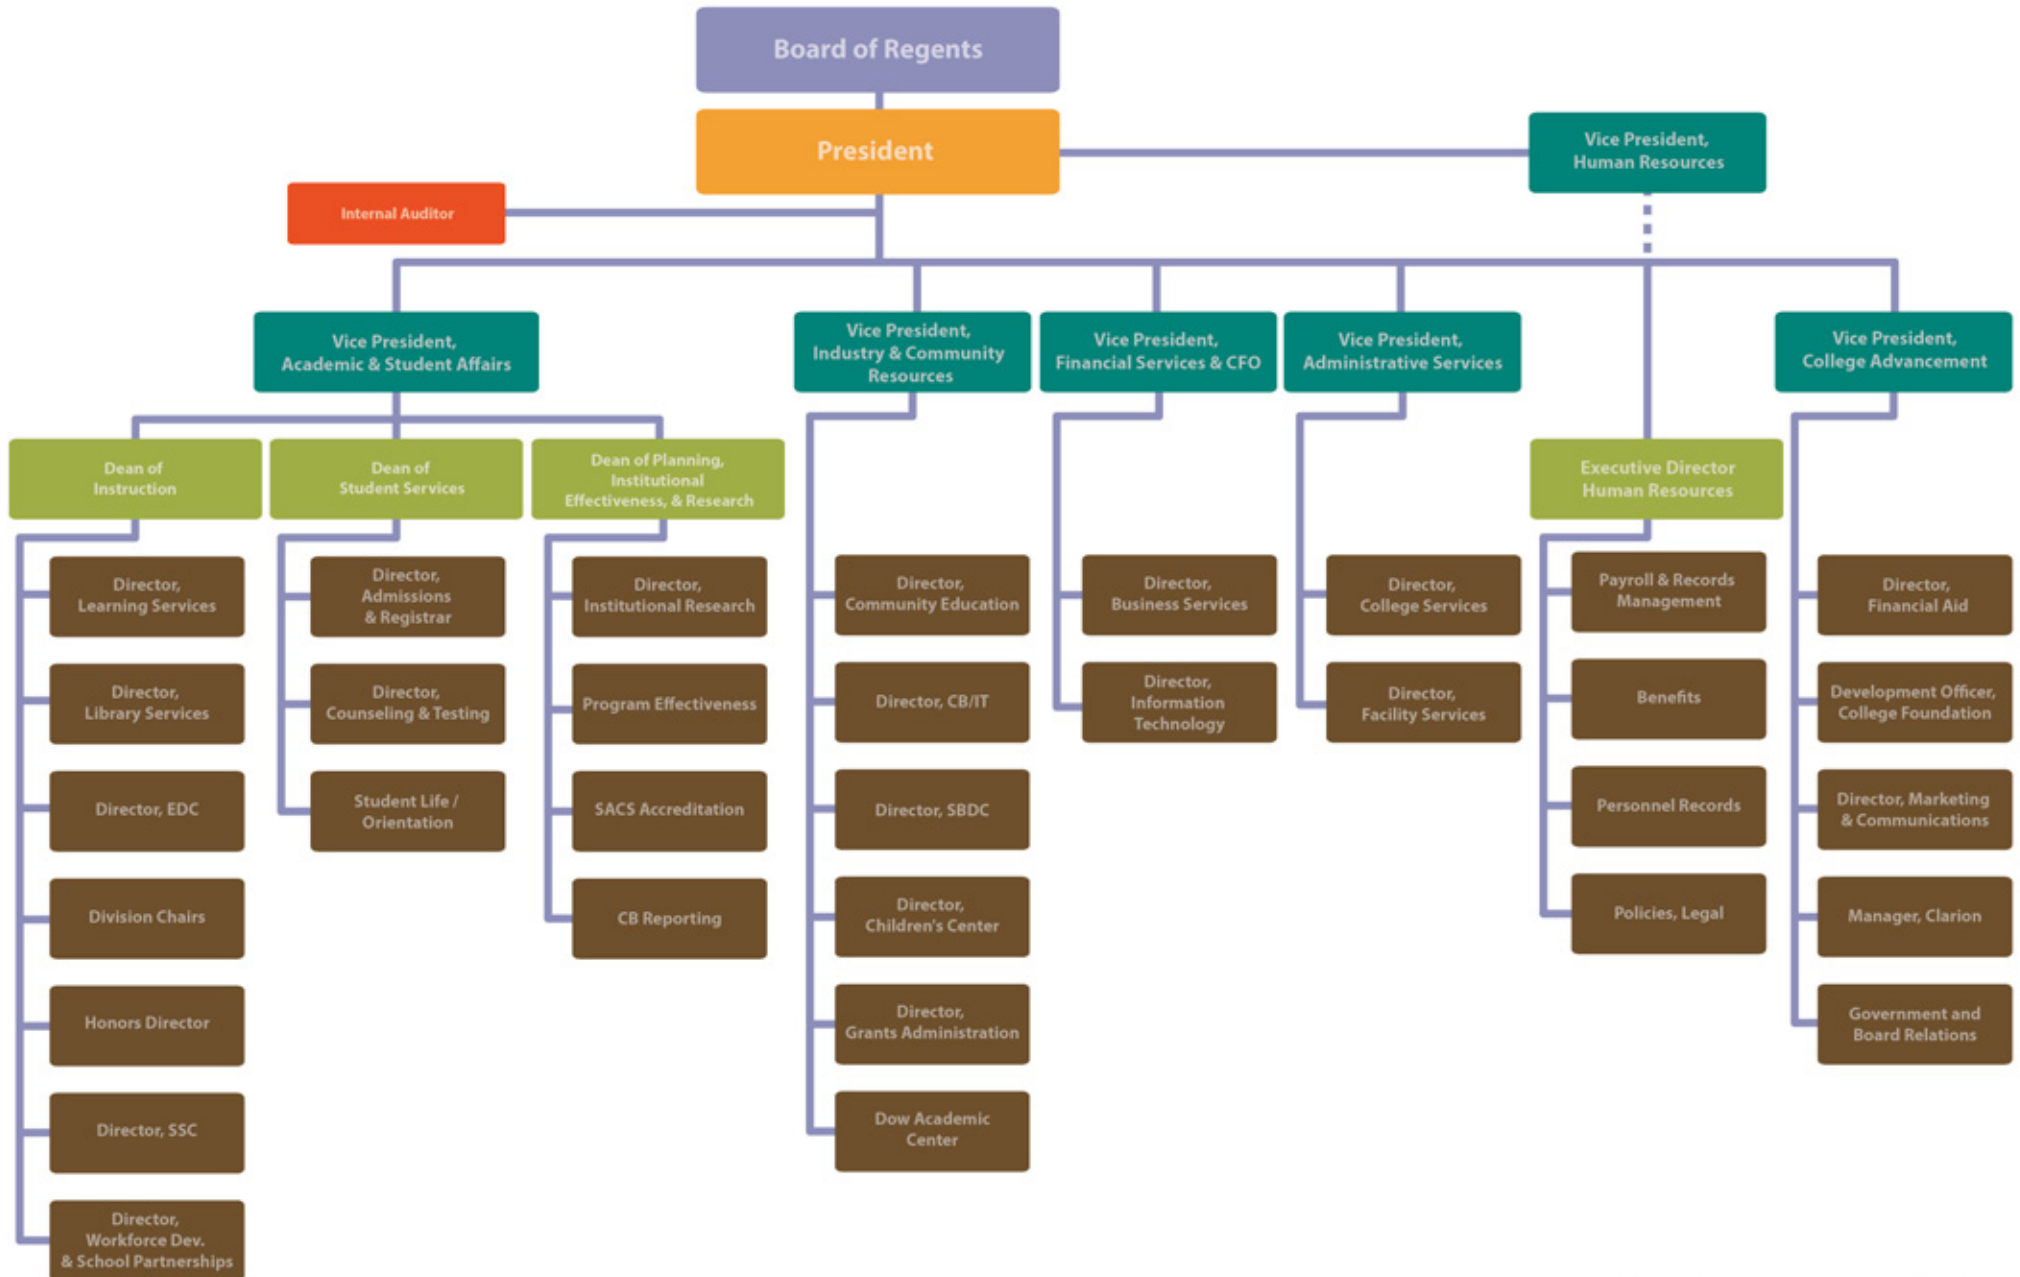 Board of Regents
President
Vice President,
Human Resources
Internal Auditor
Vice President,
Academic & Student Affairs
Vice President,
Industry & Community
Resources
Vice President,
Financial Services & CFO
Vice President,
Administrative Services
Vice President,
College Advancement
Dean of
Instruction
Dean of
Student Services
Dean of Planning,
Institutional
Effectiveness, & Research
Executive Director
Human Resources
Director,
Learning Services
Director,
Library Services
Director, EDC
Division Chairs
Honors Director
Director, SSC
Director,
Workforce Dev.
& School Partnerships
Director,
Admissions
& Registrar
Director,
Counseling & Testing
Student Life /
Orientation
Director,
Institutional Research
Program Effectiveness
SACS Accreditation
CB Reporting
Director,
Community Education
Director, CB/IT
Director, SBDC
Director,
Children's Center
Director,
Grants Administration
Dow Academic
Center
Director,
Business Services
Director,
Information
Technology
Director,
College Services
Director,
Facility Services
Payroll & Records
Management
Benefits
Personnel Records
Policies, Legal
Director,
Financial Aid
Development Officer,
College Foundation
Director, Marketing
& Communications
Manager, Clarion
Government and
Board Relations